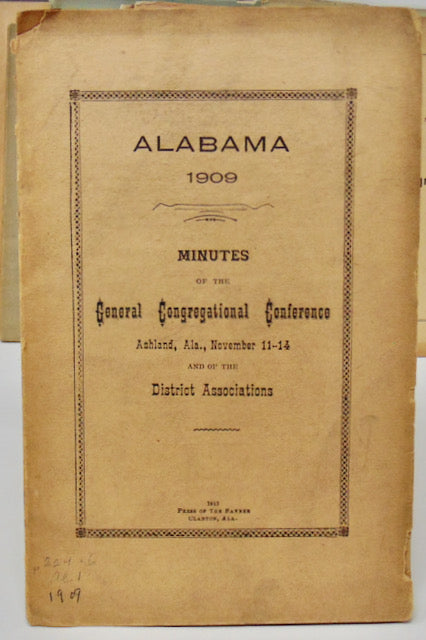 ALABAMA
1909
MINUTES
OF THE
General Congregational Conference
Ashland, Ala., November 11-14
AND OF THE
District Associations
PRESS OF THE BANNER
CLANTON, ALA.
1909